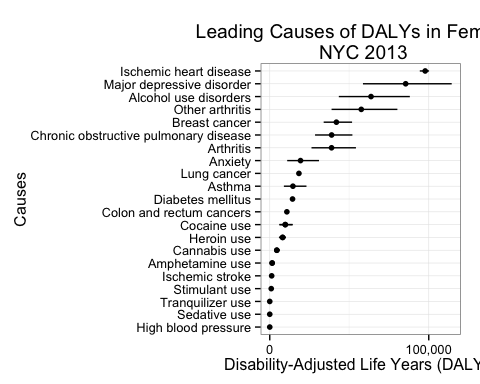 Leading Causes of DALYs in Fem
NYC 2013
Causes
Ischemic heart disease
Major depressive disorder
Alcohol use disorders
Other arthritis
Breast cancer
Chronic obstructive pulmonary disease
Arthritis
Anxiety
Lung cancer
Asthma
Diabetes mellitus
Colon and rectum cancers
Cocaine use
Heroin use
Cannabis use
Amphetamine use
Ischemic stroke
Stimulant use
Tranquilizer use
Sedative use
High blood pressure
0 100,000
Disability-Adjusted Life Years (DALY